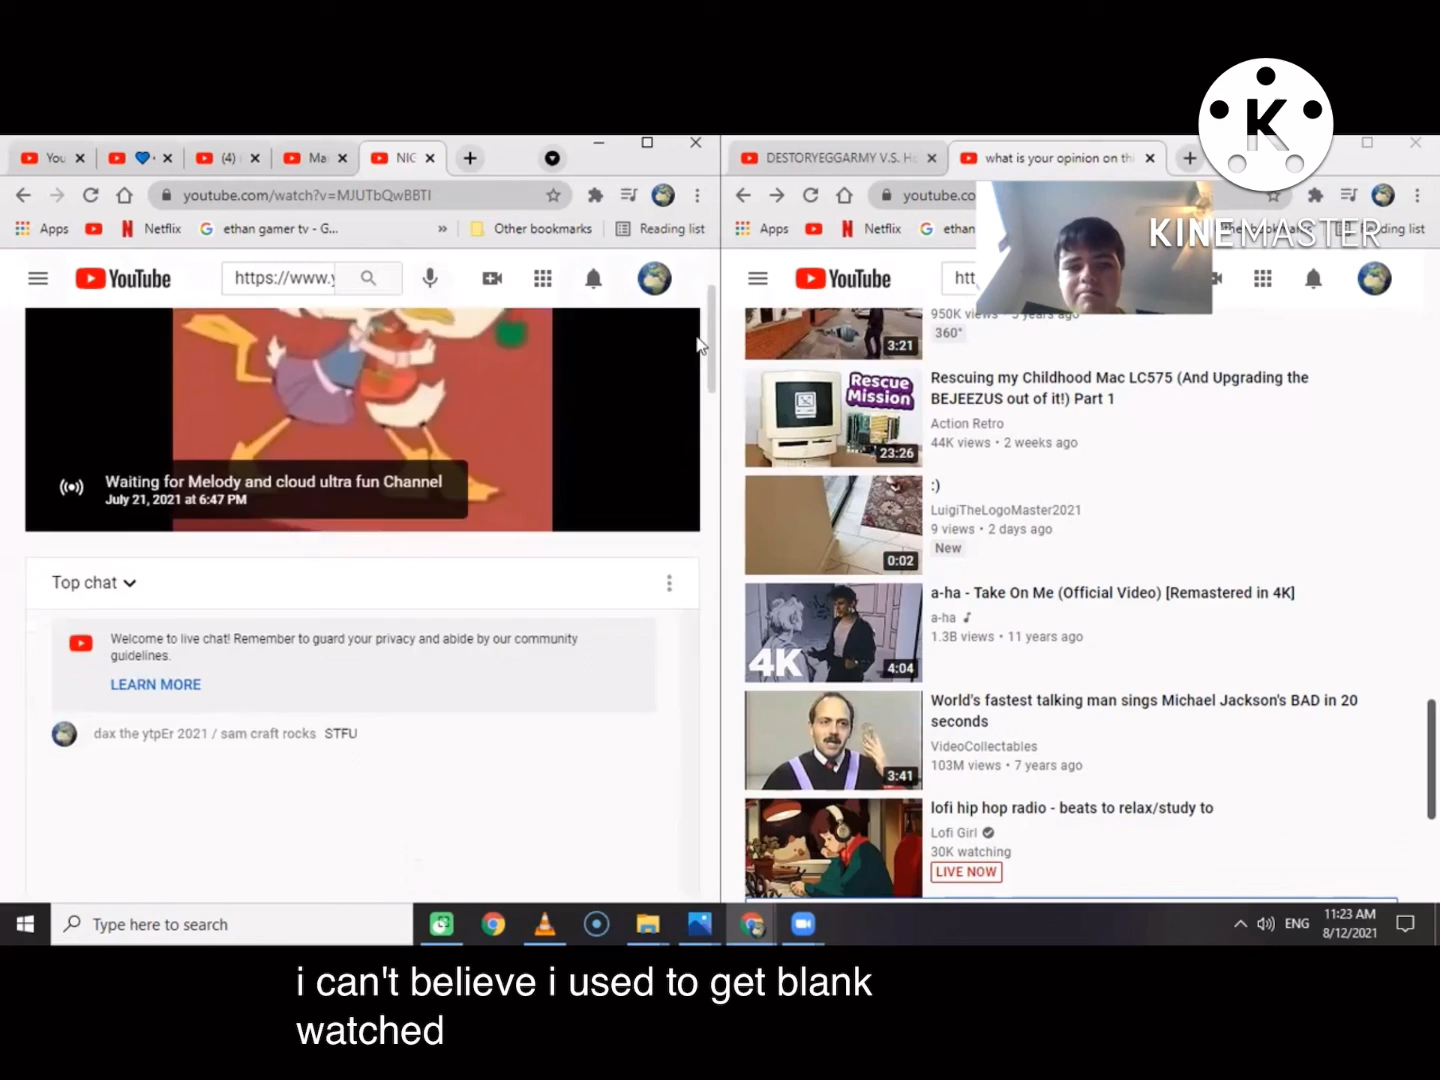 KINEMASTER
You
(4)
Ma
NIC
DESTORYEGGARMY V.S. H
what is your opinion on th
youtube.com/watch?v=MJUTbQwBBTI
youtube.co
Apps
Netflix
ethan gamer tv - G...
»
Other bookmarks
Reading list
Apps
Netflix
ethan
ing list
YouTube
https://www.y
YouTube
htt
950K views
360°
3:21
Rescue
Mission
23:26
Rescuing my Childhood Mac LC575 (And Upgrading the
BEJEEZUS out of it!) Part 1
Action Retro
44K views • 2 weeks ago
Waiting for Melody and cloud ultra fun Channel
July 21, 2021 at 6:47 PM
:)
LuigiTheLogoMaster2021
9 views • 2 days ago
New
0:02
Top chat
Welcome to live chat! Remember to guard your privacy and abide by our community
guidelines.
LEARN MORE
dax the ytpEr 2021 / sam craft rocks STFU
a-ha - Take On Me (Official Video) [Remastered in 4K]
a-ha
1.3B views • 11 years ago
4K
4:04
World's fastest talking man sings Michael Jackson's BAD in 20
seconds
VideoCollectables
103M views • 7 years ago
3:41
lofi hip hop radio - beats to relax/study to
Lofi Girl
30K watching
LIVE NOW
Type here to search
ENG
11:23 AM
8/12/2021
i can't believe i used to get blank
watched